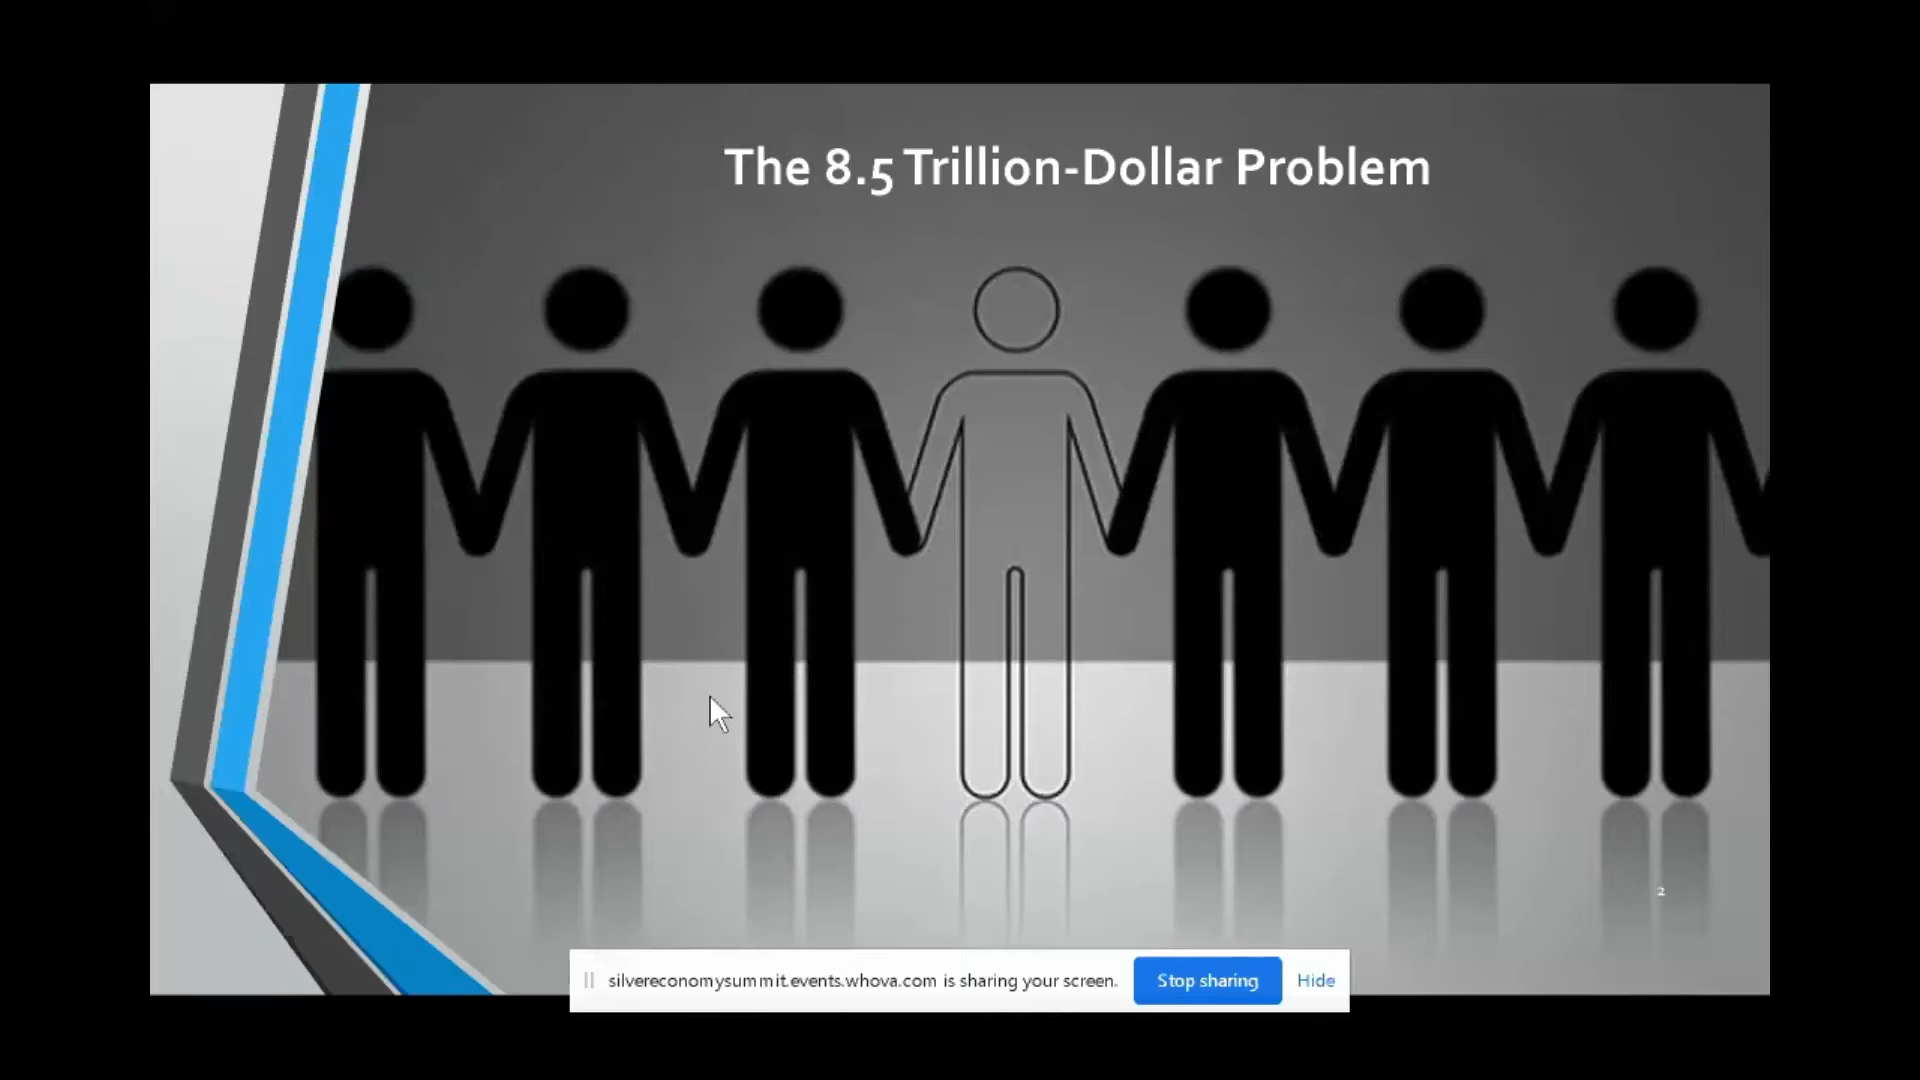 The 8.5 Trillion-Dollar Problem
2
silvereconomysummit.events.whova.com is sharing your screen.
Stop sharing
Hide